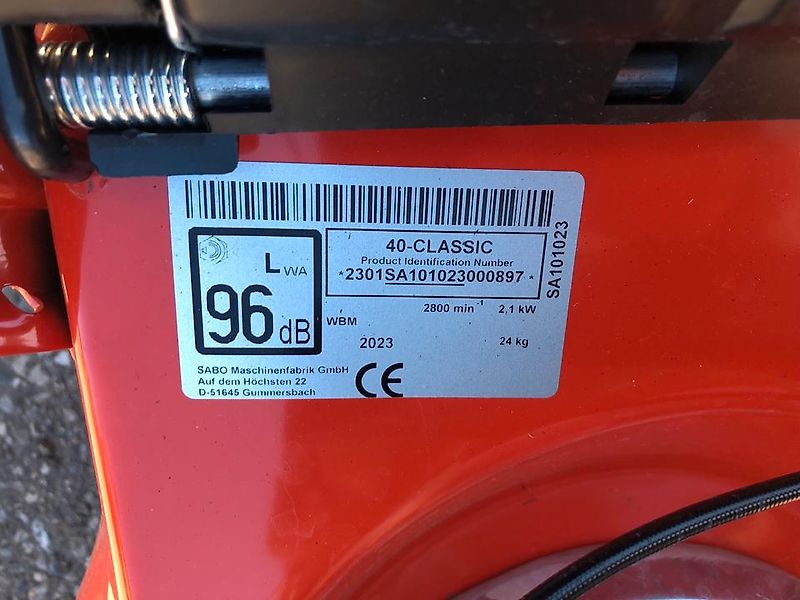 40-CLASSIC
Product Identification Number
*2301SA101023000897*
SA101023
LWA
96 dB
2800 min-1 2,1 kW
WBM
2023 24 kg
SABO Maschinenfabrik GmbH
Auf dem Höchsten 22
D-51645 Gummersbach
CE